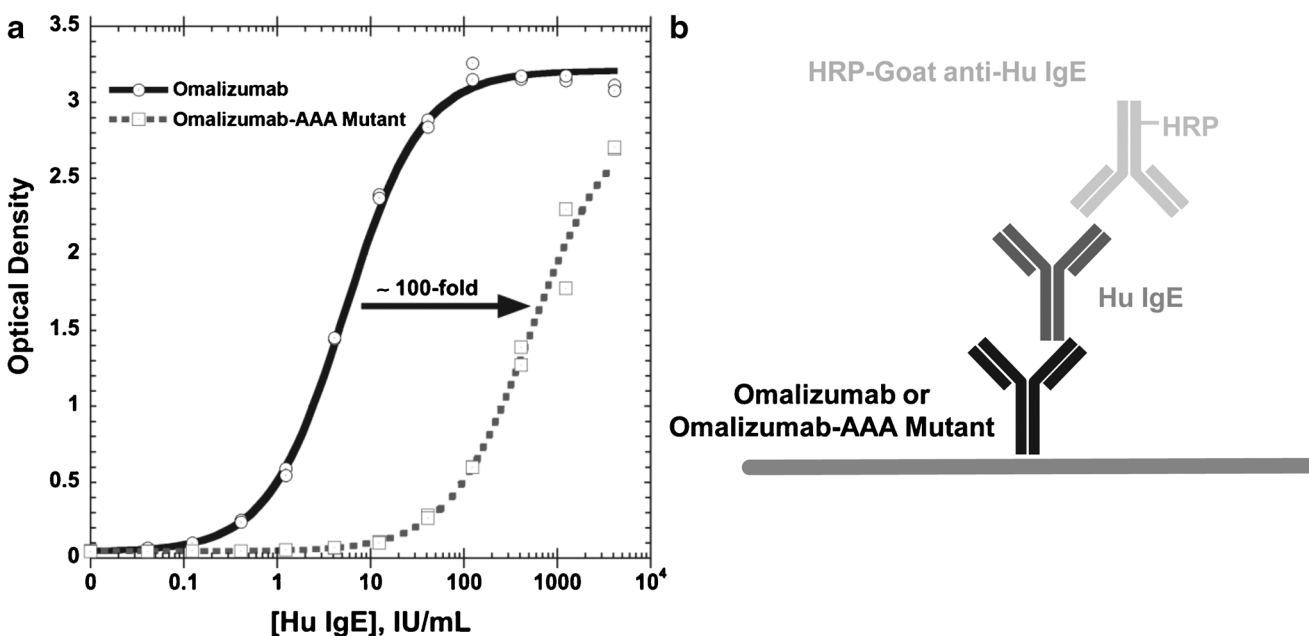 a
3.5
3
2.5
2
1.5
1
0.5
0
Optical Density
Omalizumab
Omalizumab-AAA Mutant
~ 100-fold
0 0.1 1 10 100 1000 10⁴
[Hu IgE], IU/mL
b
HRP-Goat anti-Hu IgE
HRP
Hu IgE
Omalizumab or
Omalizumab-AAA Mutant